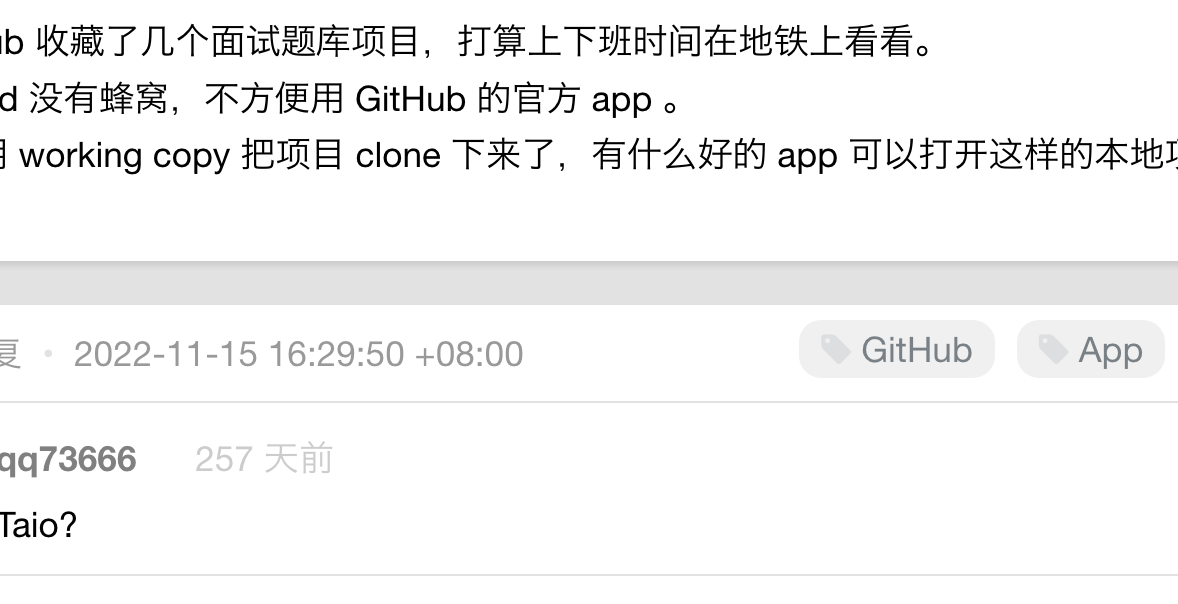 ub 收藏了几个面试题库项目，打算上下班时间在地铁上看看。
d 没有蜂窝，不方便用 GitHub 的官方 app 。
用 working copy 把项目 clone 下来了，有什么好的 app 可以打开这样的本地项
复 • 2022-11-15 16:29:50 +08:00 GitHub App
qq73666 257 天前
Taio?